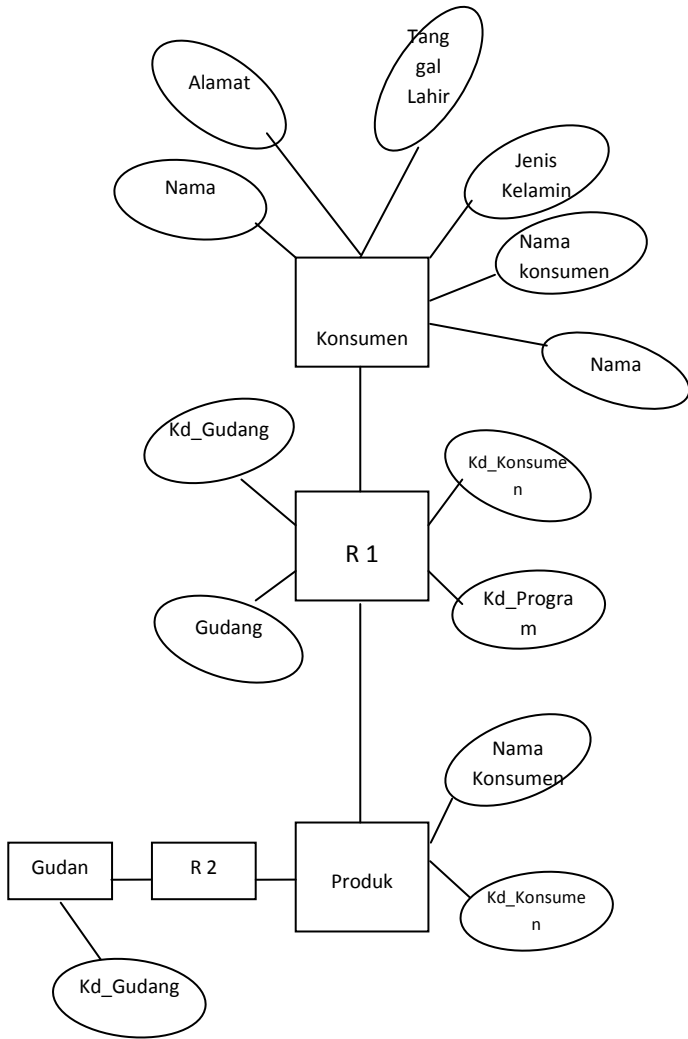 Tang
gal
Lahir
Alamat
Jenis
Kelamin
Nama
Nama
konsumen
Konsumen
Nama
Kd_Gudang
Kd_Konsume
n
R 1
Kd_Progra
m
Gudang
Nama
Konsumen
Gudan
R 2
Produk
Kd_Konsume
n
Kd_Gudang